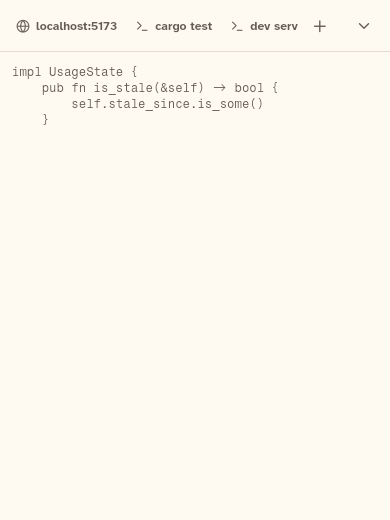 localhost:5173 cargo test dev serv
impl UsageState {
    pub fn is_stale(&self) -> bool {
        self.stale_since.is_some()
    }